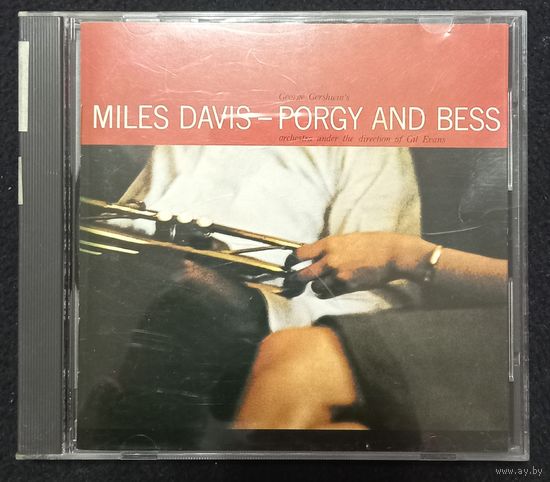 George Gershwin's
MILES DAVIS – PORGY AND BESS
orchestra under the direction of Gil Evans
www.ay.by